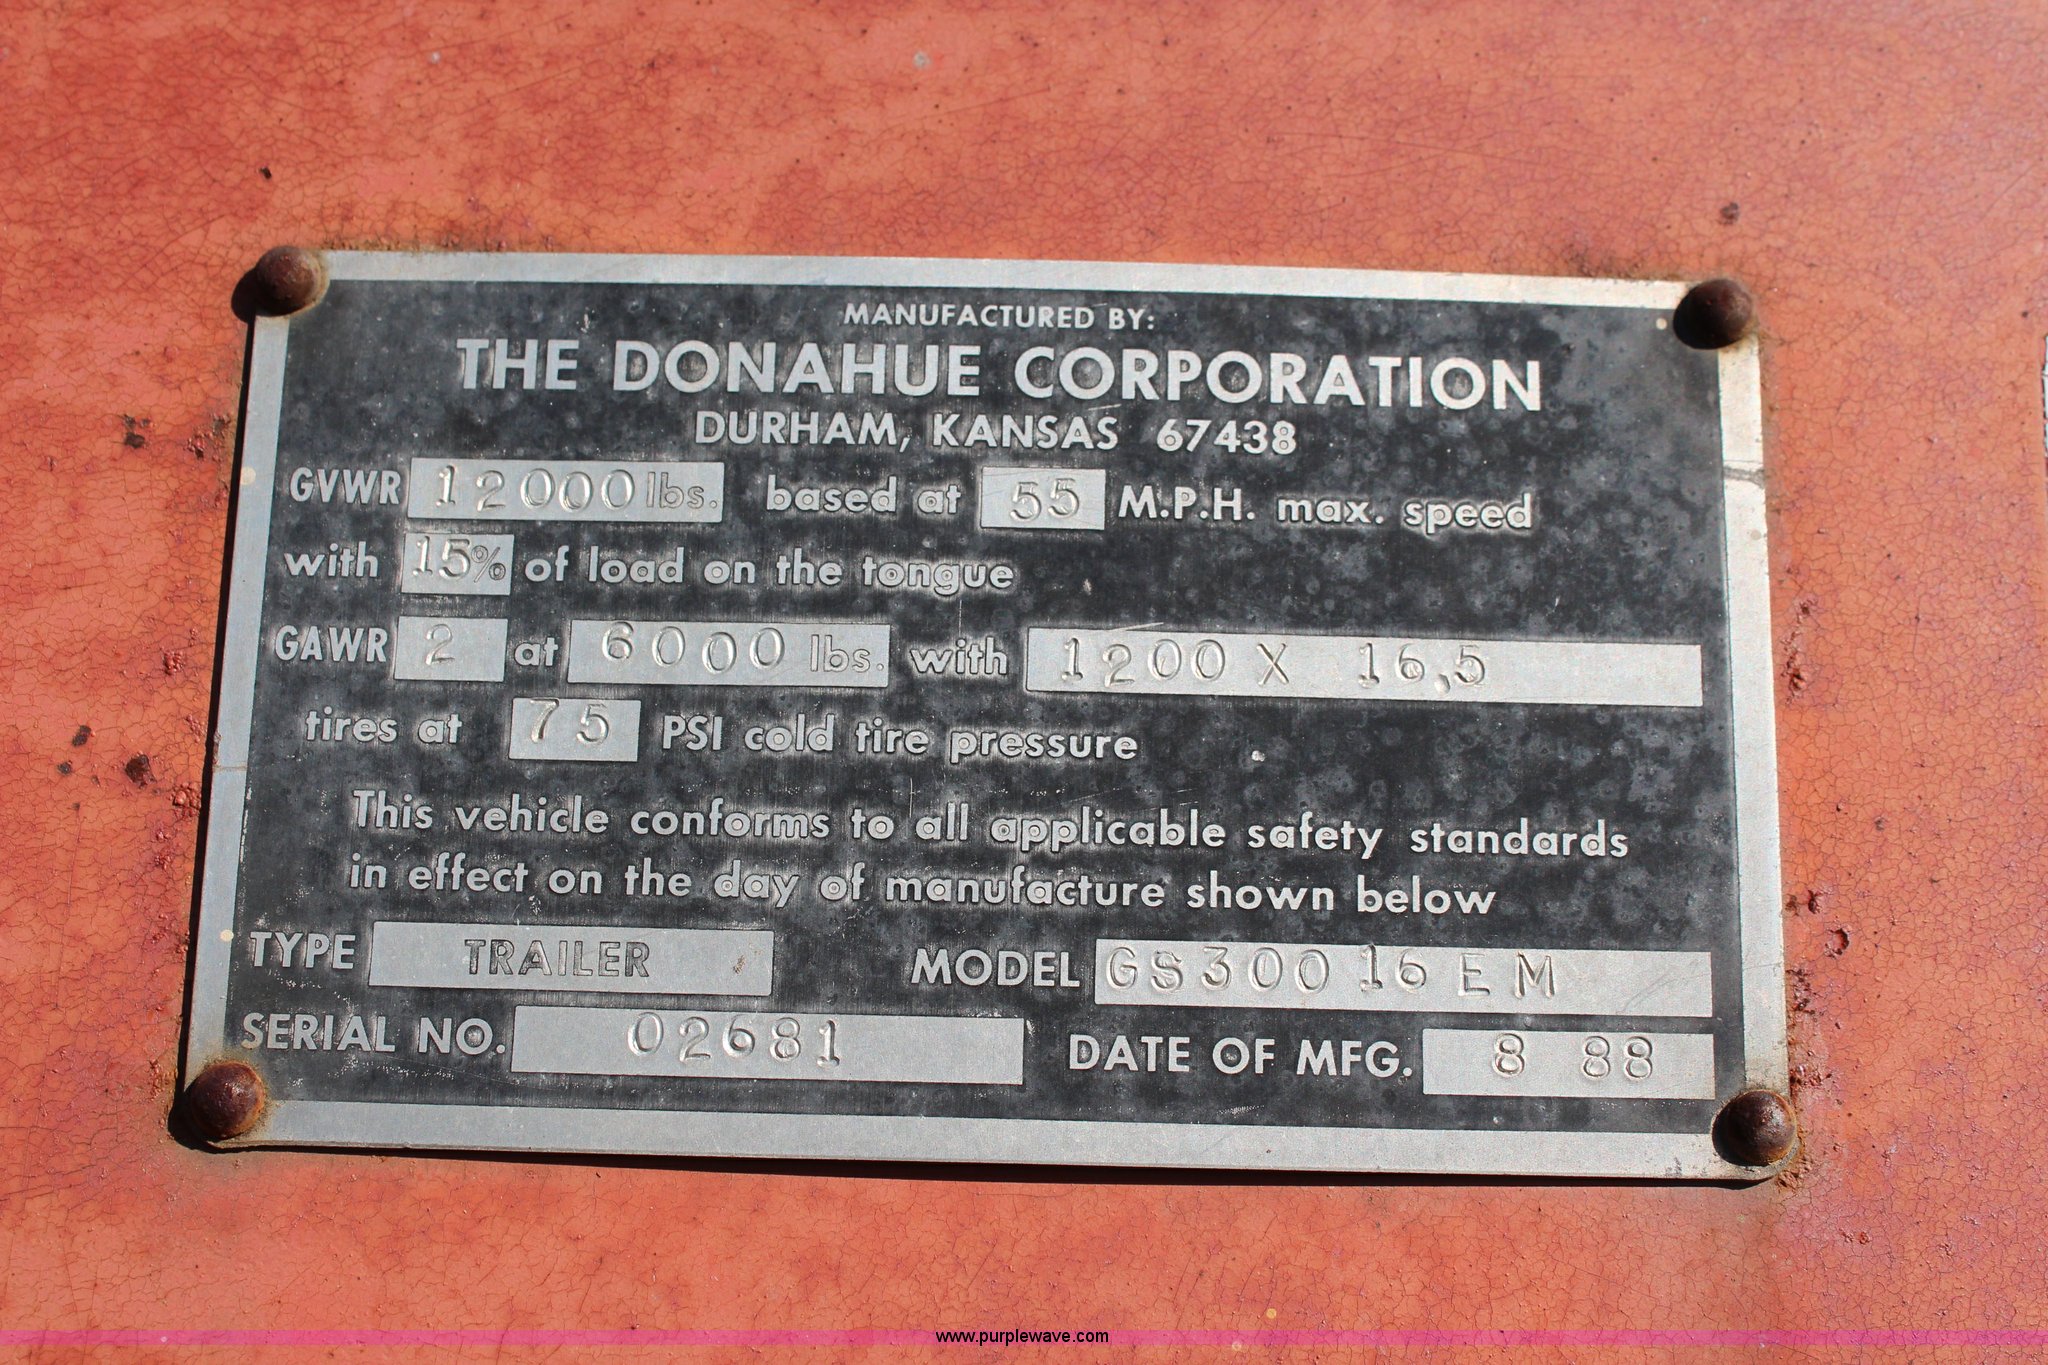 MANUFACTURED BY:
THE DONAHUE CORPORATION
DURHAM, KANSAS 67438
GVWR 12000 lbs. based at 55 M.P.H. max. speed
with 15% of load on the tongue
GAWR 2 at 6000 lbs. with 1200 X 16,5
tires at 75 PSI cold tire pressure
This vehicle conforms to all applicable safety standards
in effect on the day of manufacture shown below
TYPE TRAILER MODEL GS300 16 EM
SERIAL NO. 02681 DATE OF MFG. 8 88
www.purplewave.com